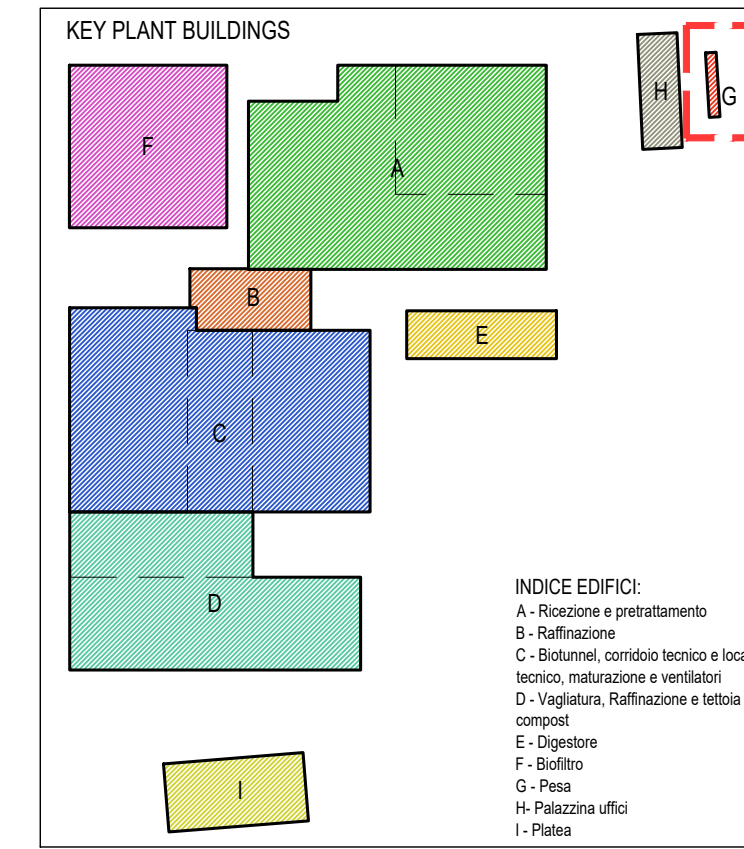 KEY PLANT BUILDINGS
H
G
F
A
B
E
C
D
I
INDICE EDIFICI:
A - Ricezione e pretrattamento
B - Raffinazione
C - Biotunnel, corridoio tecnico e loca
tecnico, maturazione e ventilatori
D - Vagliatura, Raffinazione e tettoia
compost
E - Digestore
F - Biofiltro
G - Pesa
H- Palazzina uffici
I - Platea